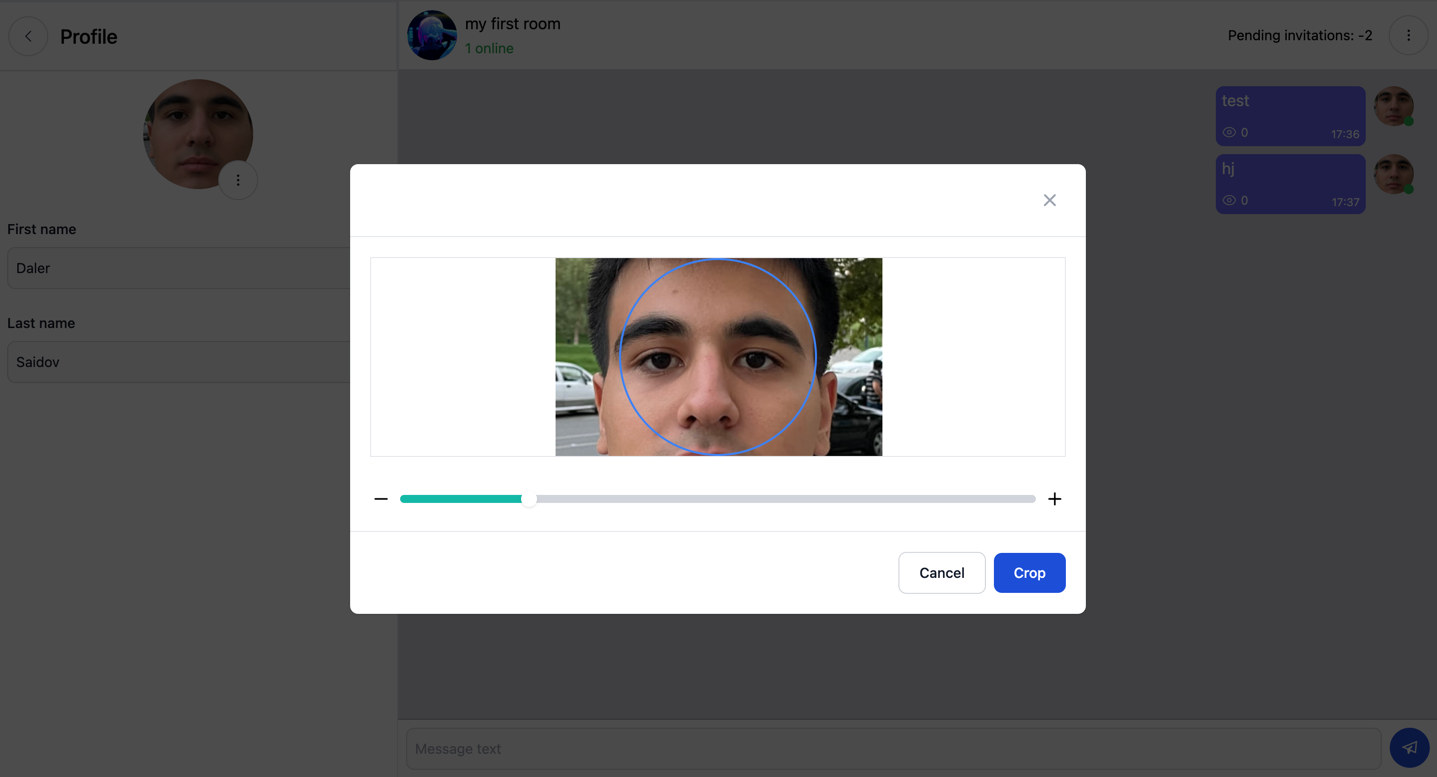 Profile
my first room
1 online
Pending invitations: -2
First name
Daler
Last name
Saidov
test
0
17:36
hj
0
17:37
Cancel
Crop
Message text